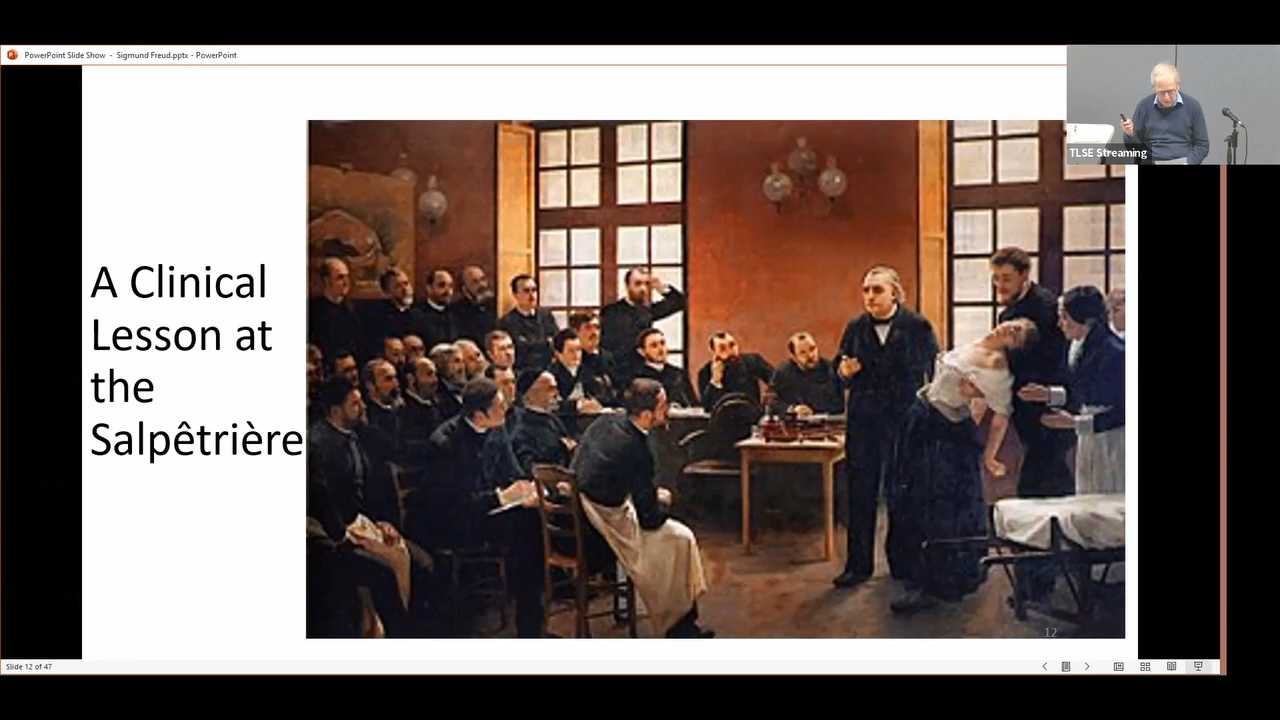 PowerPoint Slide Show - Sigmund Freud.pptx - PowerPoint
TLSE Streaming
A Clinical
Lesson at
the
Salpêtrière
12
Slide 12 of 47